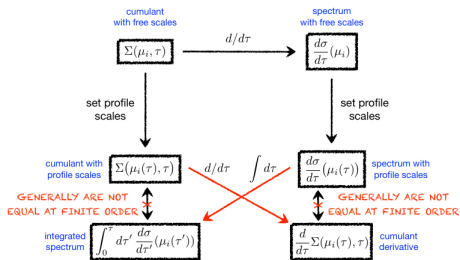 cumulant
with free scales
spectrum
with free scales
Σ(μ_i, τ)
d/dτ
dσ/dτ (μ_i)
set profile
scales
set profile
scales
cumulant with
profile scales
Σ(μ_i(τ), τ)
d/dτ
∫ dτ
dσ/dτ (μ_i(τ))
spectrum with
profile scales
GENERALLY ARE NOT
EQUAL AT FINITE ORDER
GENERALLY ARE NOT
EQUAL AT FINITE ORDER
integrated
spectrum
∫_0^τ dτ′ dσ/dτ′ (μ_i(τ′))
d/dτ Σ(μ_i(τ), τ)
cumulant
derivative